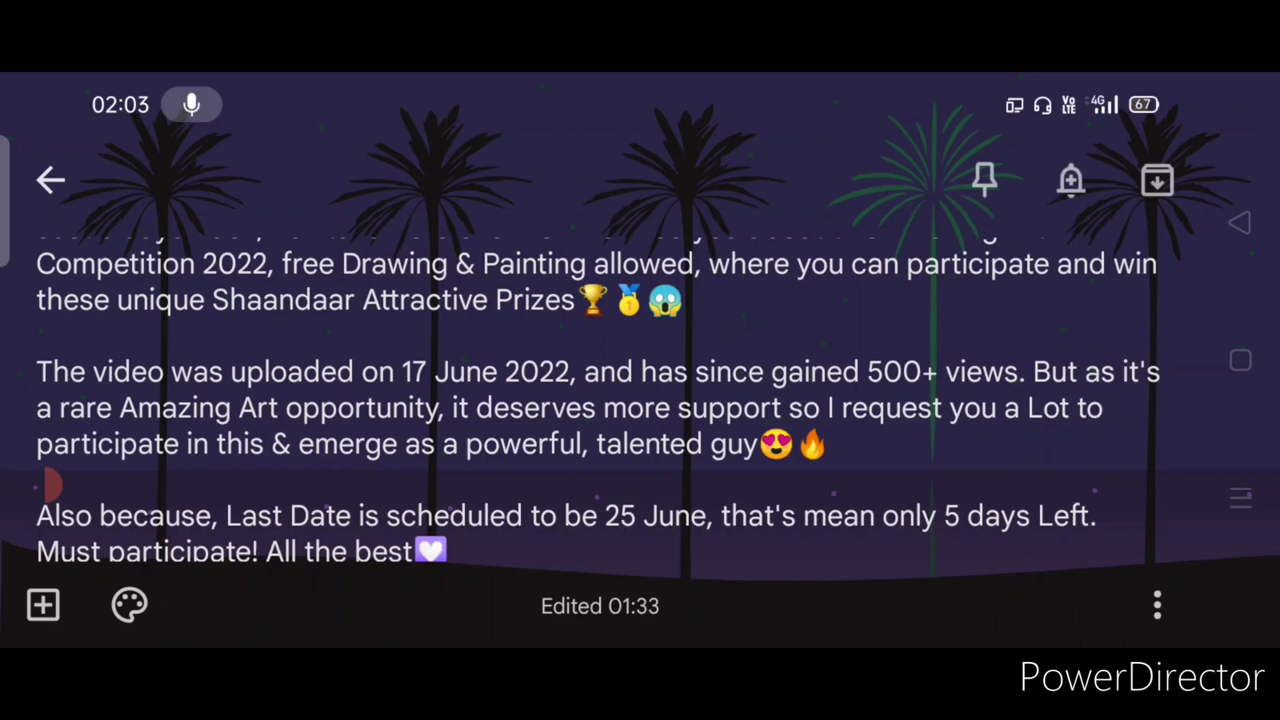 02:03
VoLTE 4G 67
Competition 2022, free Drawing & Painting allowed, where you can participate and win
these unique Shaandaar Attractive Prizes🏆🥇😱
The video was uploaded on 17 June 2022, and has since gained 500+ views. But as it's
a rare Amazing Art opportunity, it deserves more support so I request you a Lot to
participate in this & emerge as a powerful, talented guy😍🔥
Also because, Last Date is scheduled to be 25 June, that's mean only 5 days Left.
Must participate! All the best💟
Edited 01:33
PowerDirector